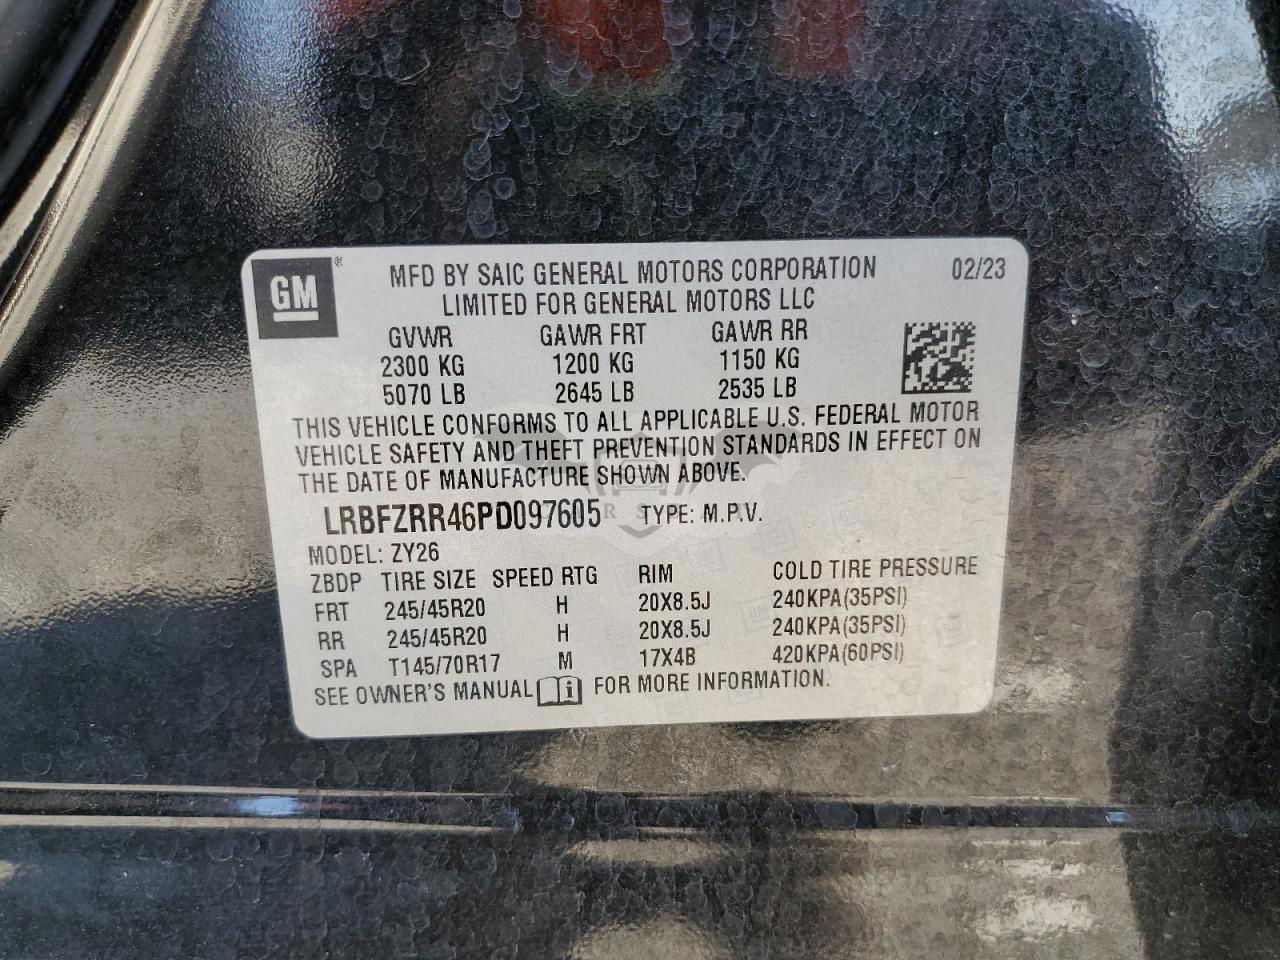 GM ®
MFD BY SAIC GENERAL MOTORS CORPORATION 02/23
LIMITED FOR GENERAL MOTORS LLC
GVWR GAWR FRT GAWR RR
2300 KG 1200 KG 1150 KG
5070 LB 2645 LB 2535 LB
THIS VEHICLE CONFORMS TO ALL APPLICABLE U.S. FEDERAL MOTOR
VEHICLE SAFETY AND THEFT PREVENTION STANDARDS IN EFFECT ON
THE DATE OF MANUFACTURE SHOWN ABOVE.
LRBFZRR46PD097605 TYPE: M.P.V.
MODEL: ZY26
ZBDP TIRE SIZE SPEED RTG RIM COLD TIRE PRESSURE
FRT 245/45R20 H 20X8.5J 240KPA(35PSI)
RR 245/45R20 H 20X8.5J 240KPA(35PSI)
SPA T145/70R17 M 17X4B 420KPA(60PSI)
SEE OWNER'S MANUAL FOR MORE INFORMATION.